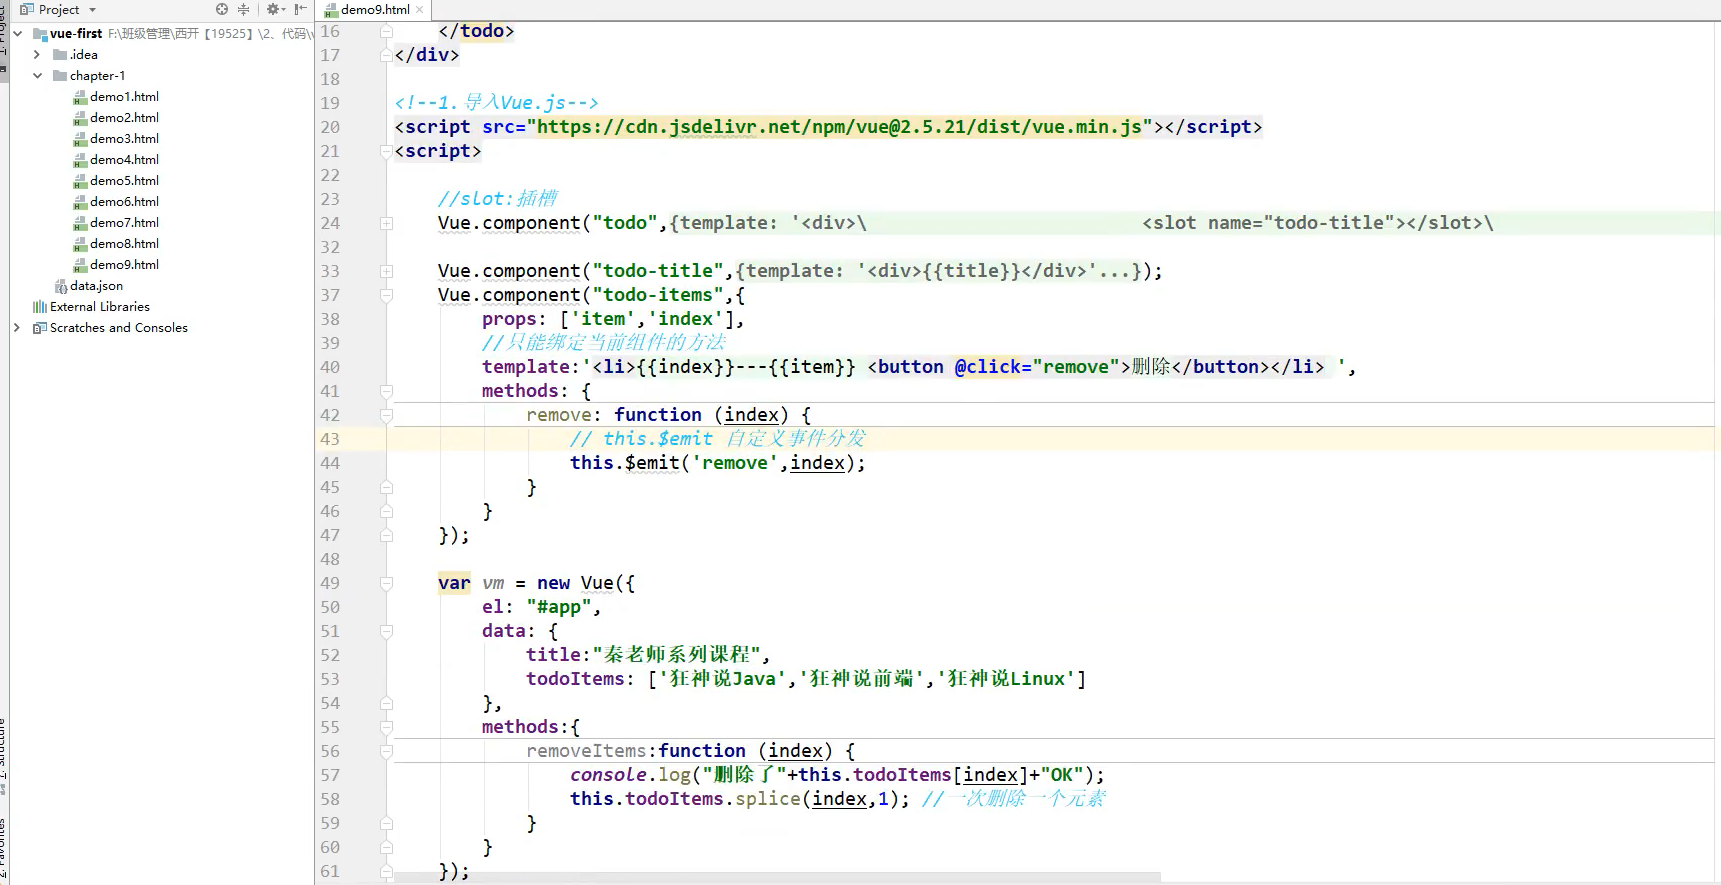 Project
demo9.html
vue-first F:\班级管理\西开【19525】\2、代码\
.idea
chapter-1
demo1.html
demo2.html
demo3.html
demo4.html
demo5.html
demo6.html
demo7.html
demo8.html
demo9.html
data.json
External Libraries
Scratches and Consoles
16 </todo>
17 </div>
18
19 <!--1.导入Vue.js-->
20 <script src="https://cdn.jsdelivr.net/npm/vue@2.5.21/dist/vue.min.js"></script>
21 <script>
22
23 //slot:插槽
24 Vue.component("todo",{template: '<div>\ <slot name="todo-title"></slot>\
32
33 Vue.component("todo-title",{template: '<div>{{title}}</div>'...});
37 Vue.component("todo-items",{
38 props: ['item','index'],
39 //只能绑定当前组件的方法
40 template:'<li>{{index}}---{{item}} <button @click="remove">删除</button></li> ',
41 methods: {
42 remove: function (index) {
43 // this.$emit 自定义事件分发
44 this.$emit('remove',index);
45 }
46 }
47 });
48
49 var vm = new Vue({
50 el: "#app",
51 data: {
52 title:"秦老师系列课程",
53 todoItems: ['狂神说Java','狂神说前端','狂神说Linux']
54 },
55 methods:{
56 removeItems:function (index) {
57 console.log("删除了"+this.todoItems[index]+"OK");
58 this.todoItems.splice(index,1); //一次删除一个元素
59 }
60 }
61 });